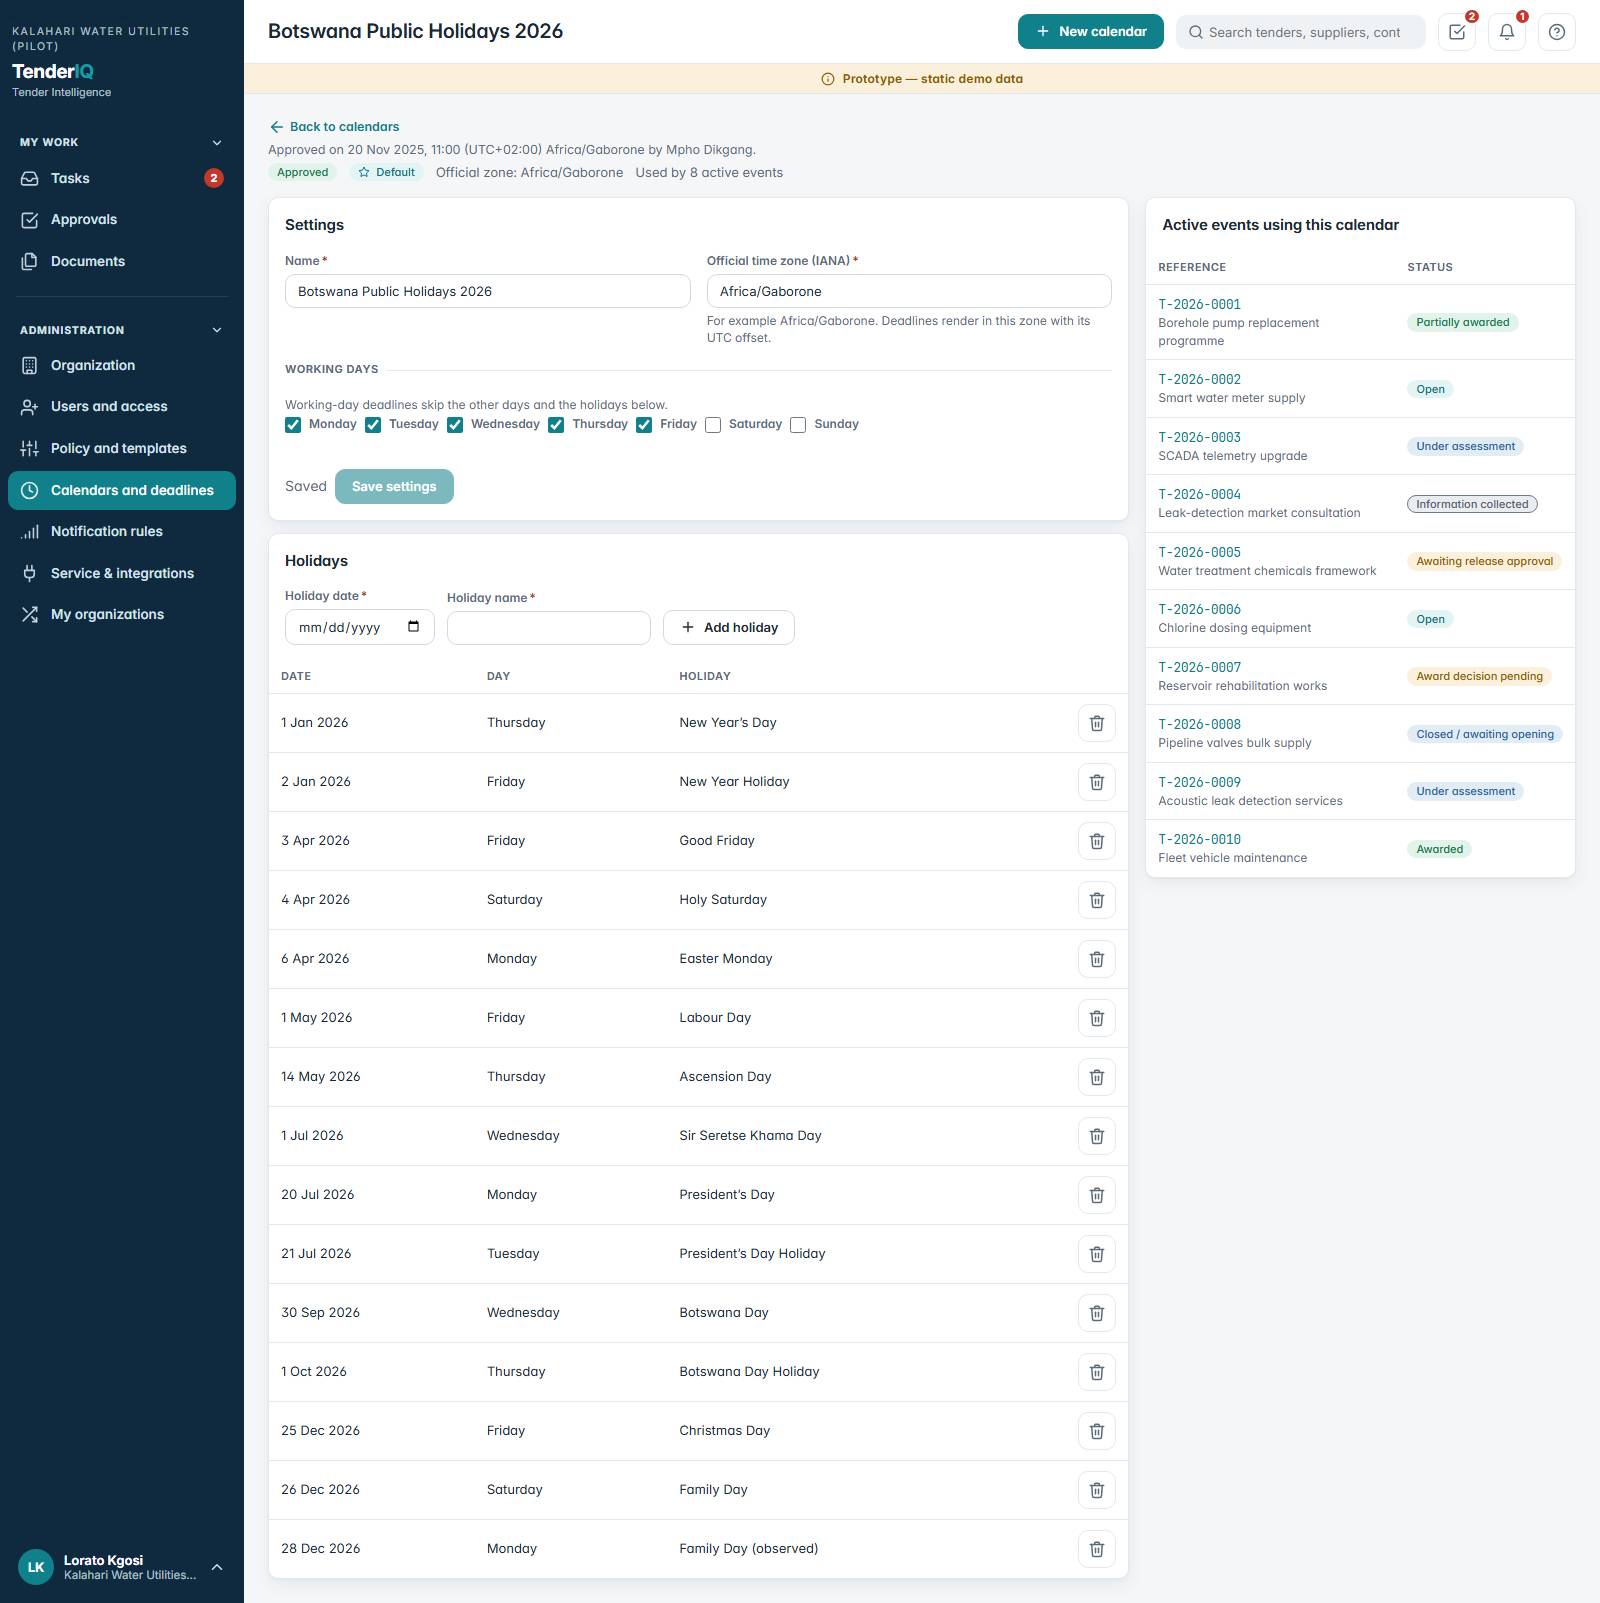 KALAHARI WATER UTILITIES
(PILOT)
TenderIQ
Tender Intelligence
MY WORK
Tasks 2
Approvals
Documents
ADMINISTRATION
Organization
Users and access
Policy and templates
Calendars and deadlines
Notification rules
Service & integrations
My organizations
LK
Lorato Kgosi
Kalahari Water Utilities...
Botswana Public Holidays 2026
New calendar
Search tenders, suppliers, cont
2
1
Prototype — static demo data
Back to calendars
Approved on 20 Nov 2025, 11:00 (UTC+02:00) Africa/Gaborone by Mpho Dikgang.
Approved Default Official zone: Africa/Gaborone Used by 8 active events
Settings
Name *
Botswana Public Holidays 2026
Official time zone (IANA) *
Africa/Gaborone
For example Africa/Gaborone. Deadlines render in this zone with its
UTC offset.
WORKING DAYS
Working-day deadlines skip the other days and the holidays below.
Monday Tuesday Wednesday Thursday Friday Saturday Sunday
Saved Save settings
Holidays
Holiday date * Holiday name *
mm/dd/yyyy Add holiday
DATE DAY HOLIDAY
1 Jan 2026 Thursday New Year's Day
2 Jan 2026 Friday New Year Holiday
3 Apr 2026 Friday Good Friday
4 Apr 2026 Saturday Holy Saturday
6 Apr 2026 Monday Easter Monday
1 May 2026 Friday Labour Day
14 May 2026 Thursday Ascension Day
1 Jul 2026 Wednesday Sir Seretse Khama Day
20 Jul 2026 Monday President's Day
21 Jul 2026 Tuesday President's Day Holiday
30 Sep 2026 Wednesday Botswana Day
1 Oct 2026 Thursday Botswana Day Holiday
25 Dec 2026 Friday Christmas Day
26 Dec 2026 Saturday Family Day
28 Dec 2026 Monday Family Day (observed)
Active events using this calendar
REFERENCE STATUS
T-2026-0001
Borehole pump replacement
programme
Partially awarded
T-2026-0002
Smart water meter supply
Open
T-2026-0003
SCADA telemetry upgrade
Under assessment
T-2026-0004
Leak-detection market consultation
Information collected
T-2026-0005
Water treatment chemicals framework
Awaiting release approval
T-2026-0006
Chlorine dosing equipment
Open
T-2026-0007
Reservoir rehabilitation works
Award decision pending
T-2026-0008
Pipeline valves bulk supply
Closed / awaiting opening
T-2026-0009
Acoustic leak detection services
Under assessment
T-2026-0010
Fleet vehicle maintenance
Awarded